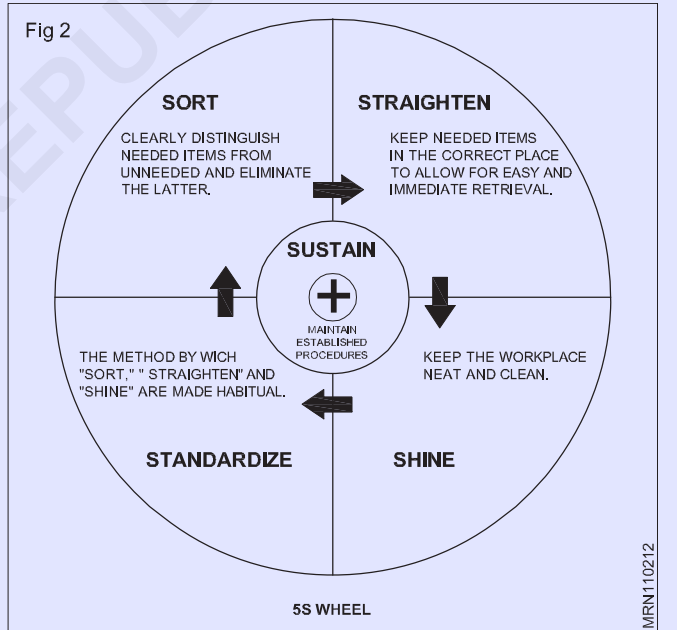 Fig 2
SORT
CLEARLY DISTINGUISH
NEEDED ITEMS FROM
UNNEEDED AND ELIMINATE
THE LATTER.
STRAIGHTEN
KEEP NEEDED ITEMS
IN THE CORRECT PLACE
TO ALLOW FOR EASY AND
IMMEDIATE RETRIEVAL.
SUSTAIN
MAINTAIN
ESTABLISHED
PROCEDURES
THE METHOD BY WICH
"SORT," " STRAIGHTEN" AND
"SHINE" ARE MADE HABITUAL.
STANDARDIZE
KEEP THE WORKPLACE
NEAT AND CLEAN.
SHINE
5S WHEEL
MRN110212